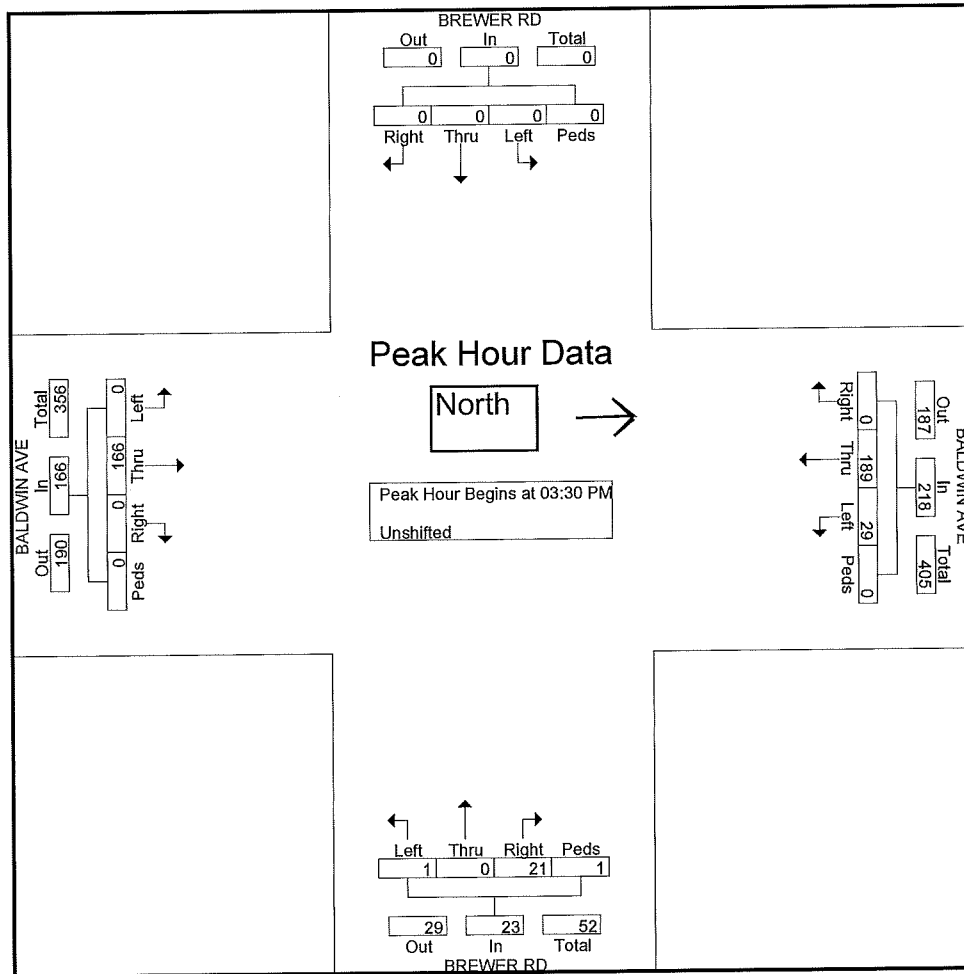 BREWER RD
Out In Total
0 0 0
0 0 0 0
Right Thru Left Peds
Peak Hour Data
North
Peak Hour Begins at 03:30 PM
Unshifted
BALDWIN AVE
Total In Out
356 166 190
0 166 0 0
Left Thru Right Peds
BALDWIN AVE
Out In Total
187 218 405
0 189 29 0
Right Thru Left Peds
Left Thru Right Peds
1 0 21 1
29 23 52
Out In Total
BREWER RD